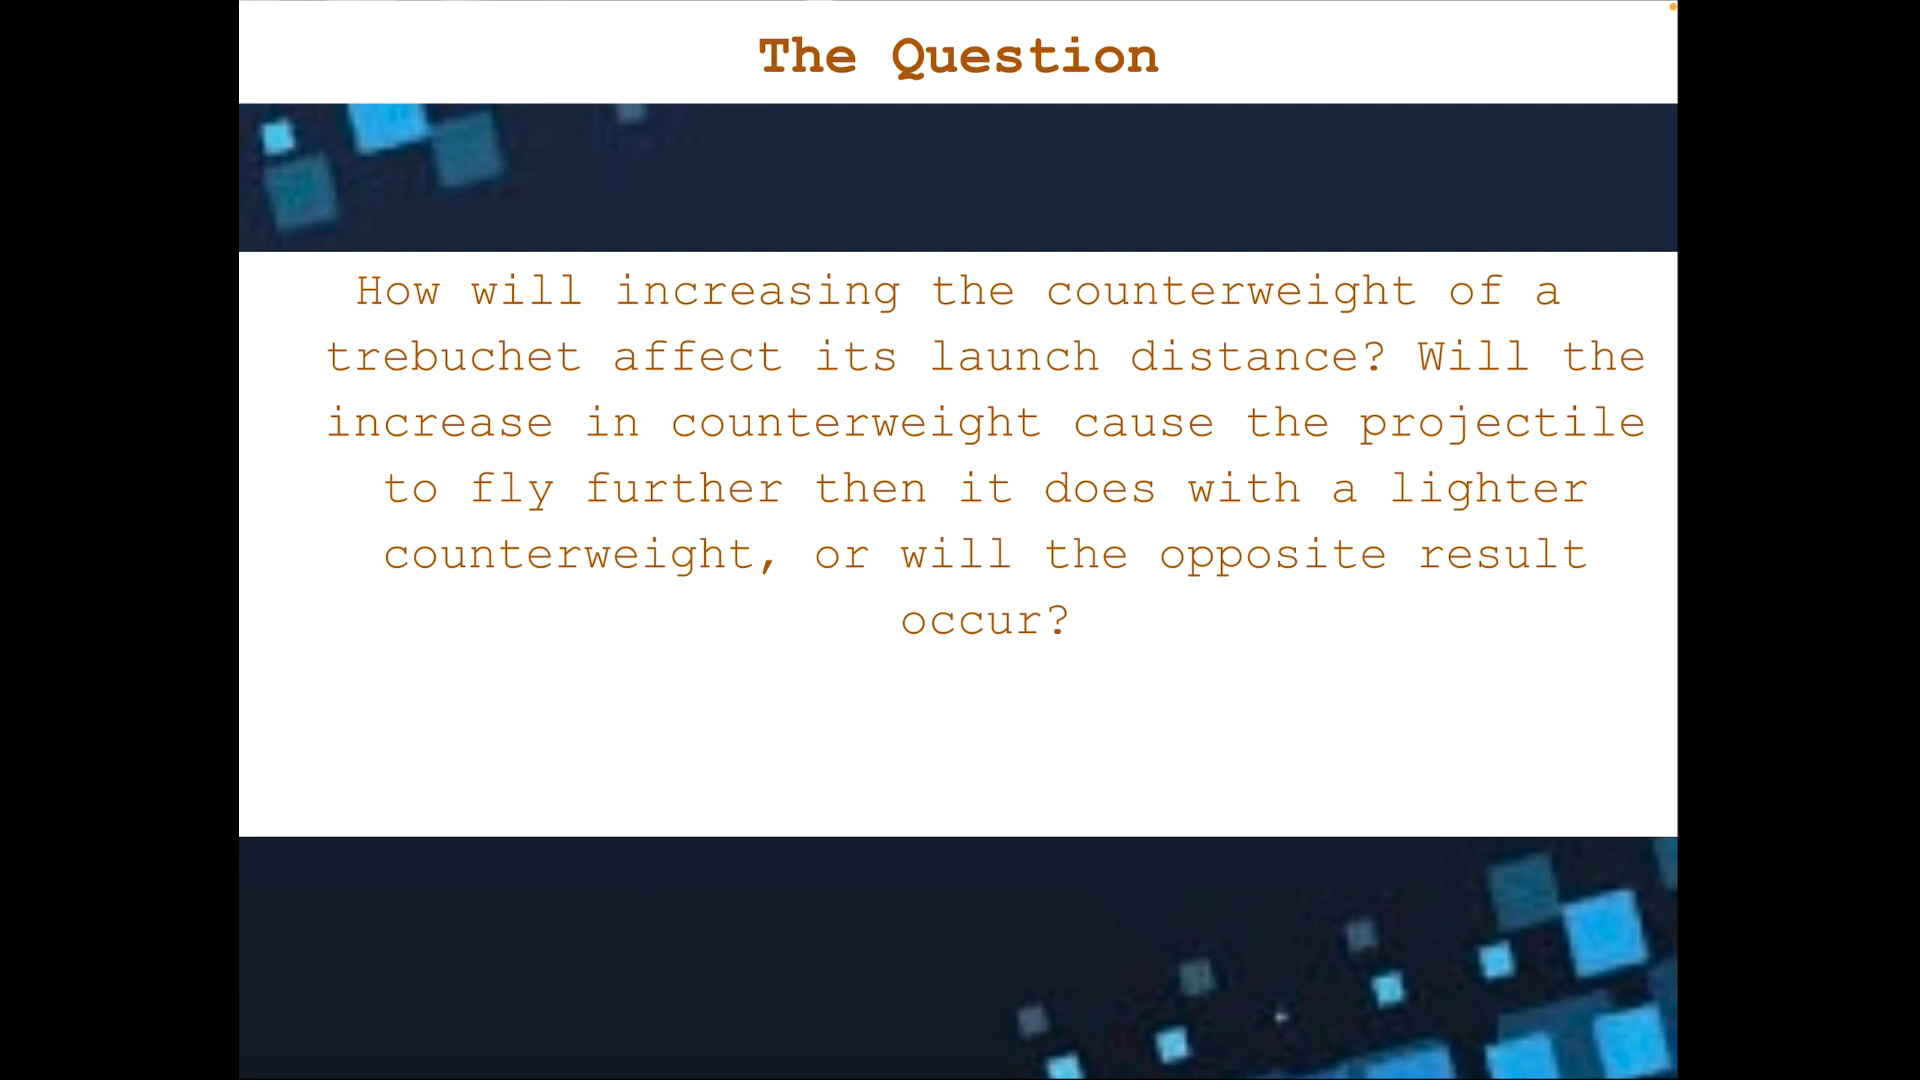 The Question
How will increasing the counterweight of a
trebuchet affect its launch distance? Will the
increase in counterweight cause the projectile
to fly further then it does with a lighter
counterweight, or will the opposite result
occur?